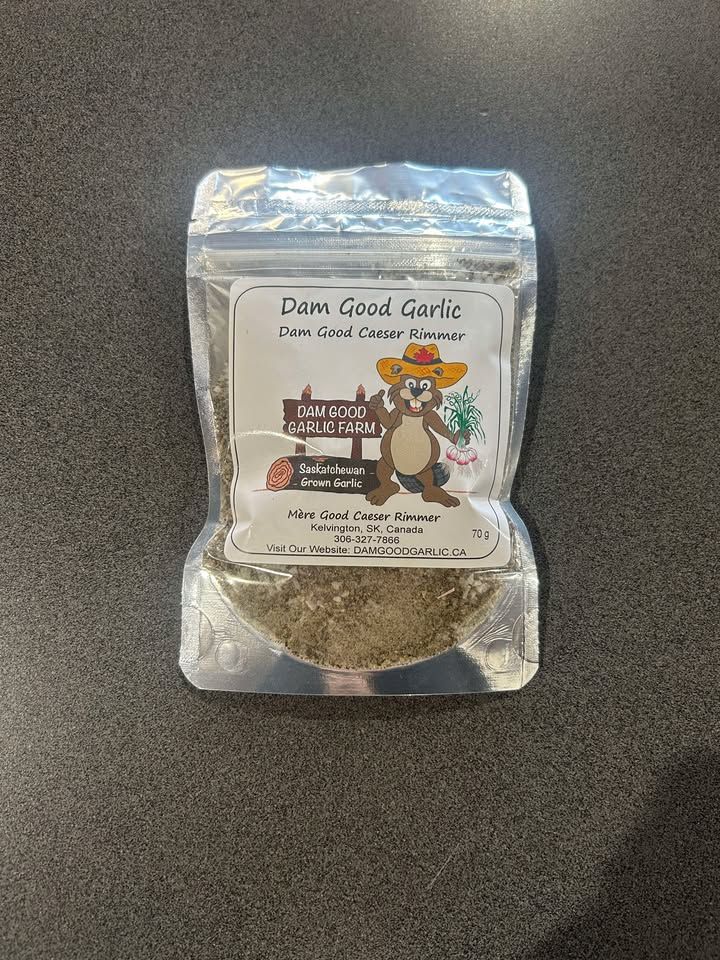 Dam Good Garlic
Dam Good Caeser Rimmer
DAM GOOD
GARLIC FARM
Saskatchewan
Grown Garlic
Mère Good Caeser Rimmer
Kelvington, SK, Canada
306-327-7866
70 g
Visit Our Website: DAMGOODGARLIC.CA